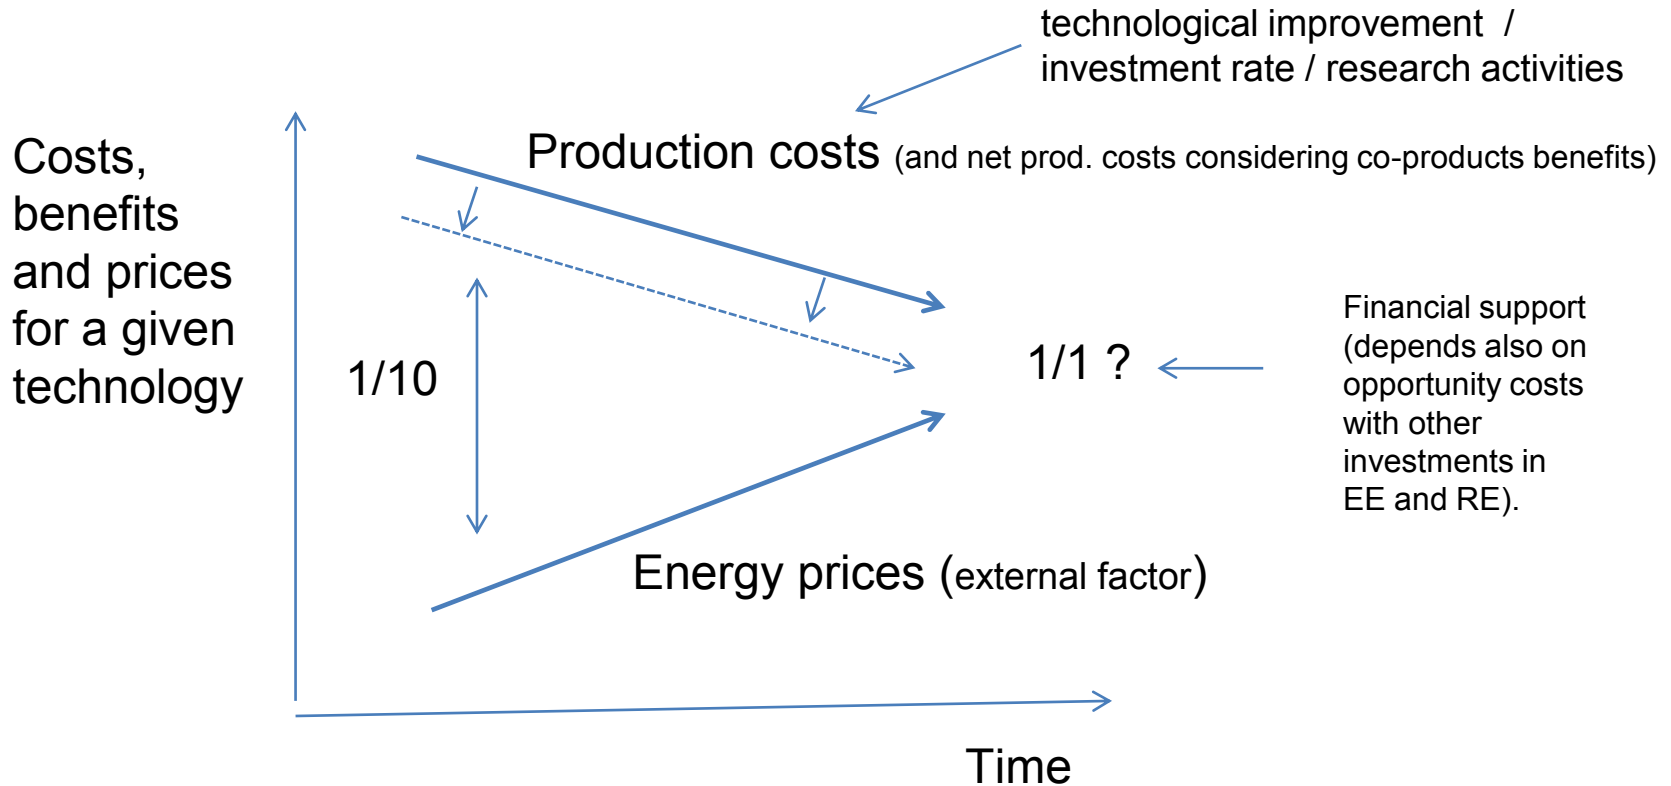 technological improvement /
investment rate / research activities
Production costs (and net prod. costs considering co-products benefits)
Costs,
benefits
and prices
for a given
technology
1/10
1/1 ?
Financial support
(depends also on
opportunity costs
with other
investments in
EE and RE).
Energy prices (external factor)
Time